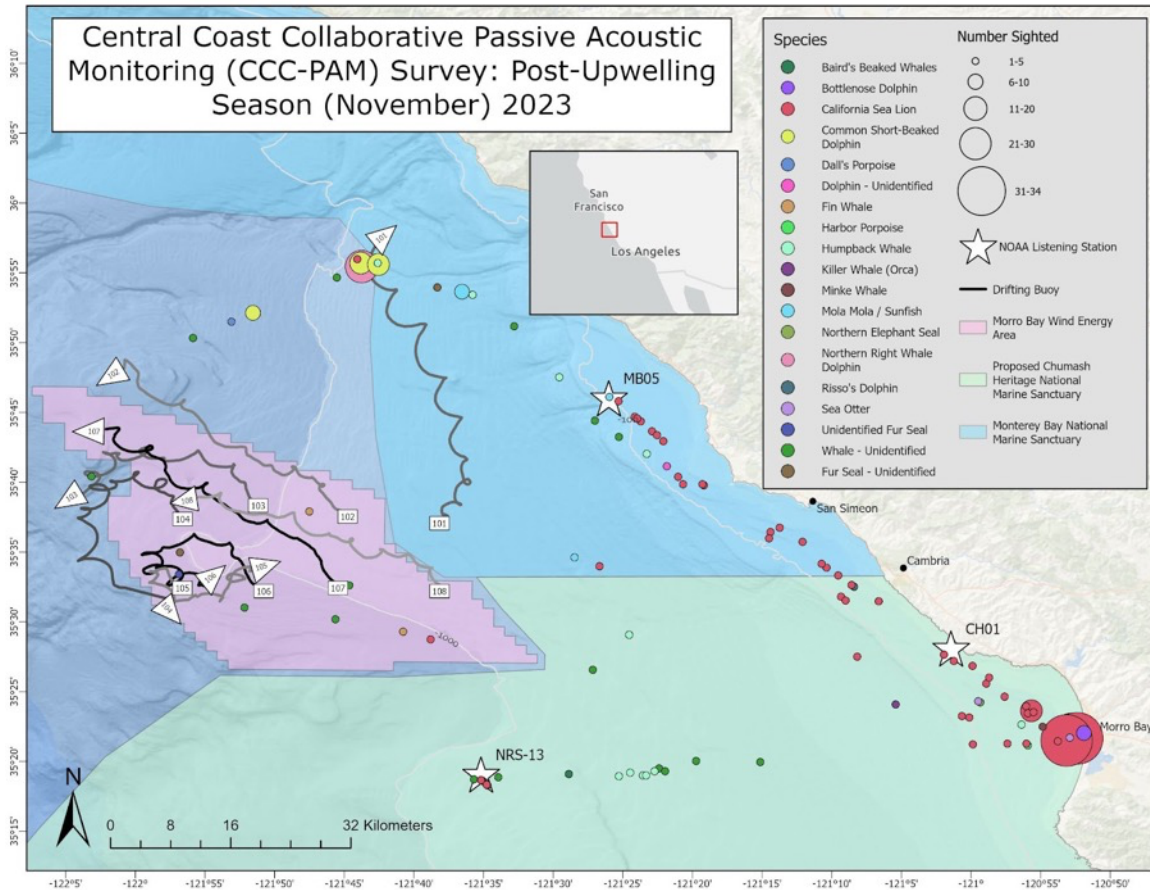 Central Coast Collaborative Passive Acoustic
Monitoring (CCC-PAM) Survey: Post-Upwelling
Season (November) 2023
Species
Baird's Beaked Whales
Bottlenose Dolphin
California Sea Lion
Common Short-Beaked
Dolphin
Dall's Porpoise
Dolphin - Unidentified
Fin Whale
Harbor Porpoise
Humpback Whale
Killer Whale (Orca)
Minke Whale
Mola Mola / Sunfish
Northern Elephant Seal
Northern Right Whale
Dolphin
Risso's Dolphin
Sea Otter
Unidentified Fur Seal
Whale - Unidentified
Fur Seal - Unidentified
Number Sighted
1-5
6-10
11-20
21-30
31-34
NOAA Listening Station
Drifting Buoy
Morro Bay Wind Energy
Area
Proposed Chumash
Heritage National
Marine Sanctuary
Monterey Bay National
Marine Sanctuary
San
Francisco
Los Angeles
36°10'
36°5'
36°
35°55'
35°50'
35°45'
35°40'
35°35'
35°30'
35°25'
35°20'
35°15'
101
102
107
103
108
MB05
-100
104
103
102
101
San Simeon
Cambria
105
106
105
106
107
108
104
-1000
CH01
Morro Bay
NRS-13
N
0 8 16 32 Kilometers
-122°5' -122° -121°55' -121°50' -121°45' -121°40' -121°35' -121°30' -121°25' -121°20' -121°15' -121°10' -121°5' -121° -120°55' -120°50'